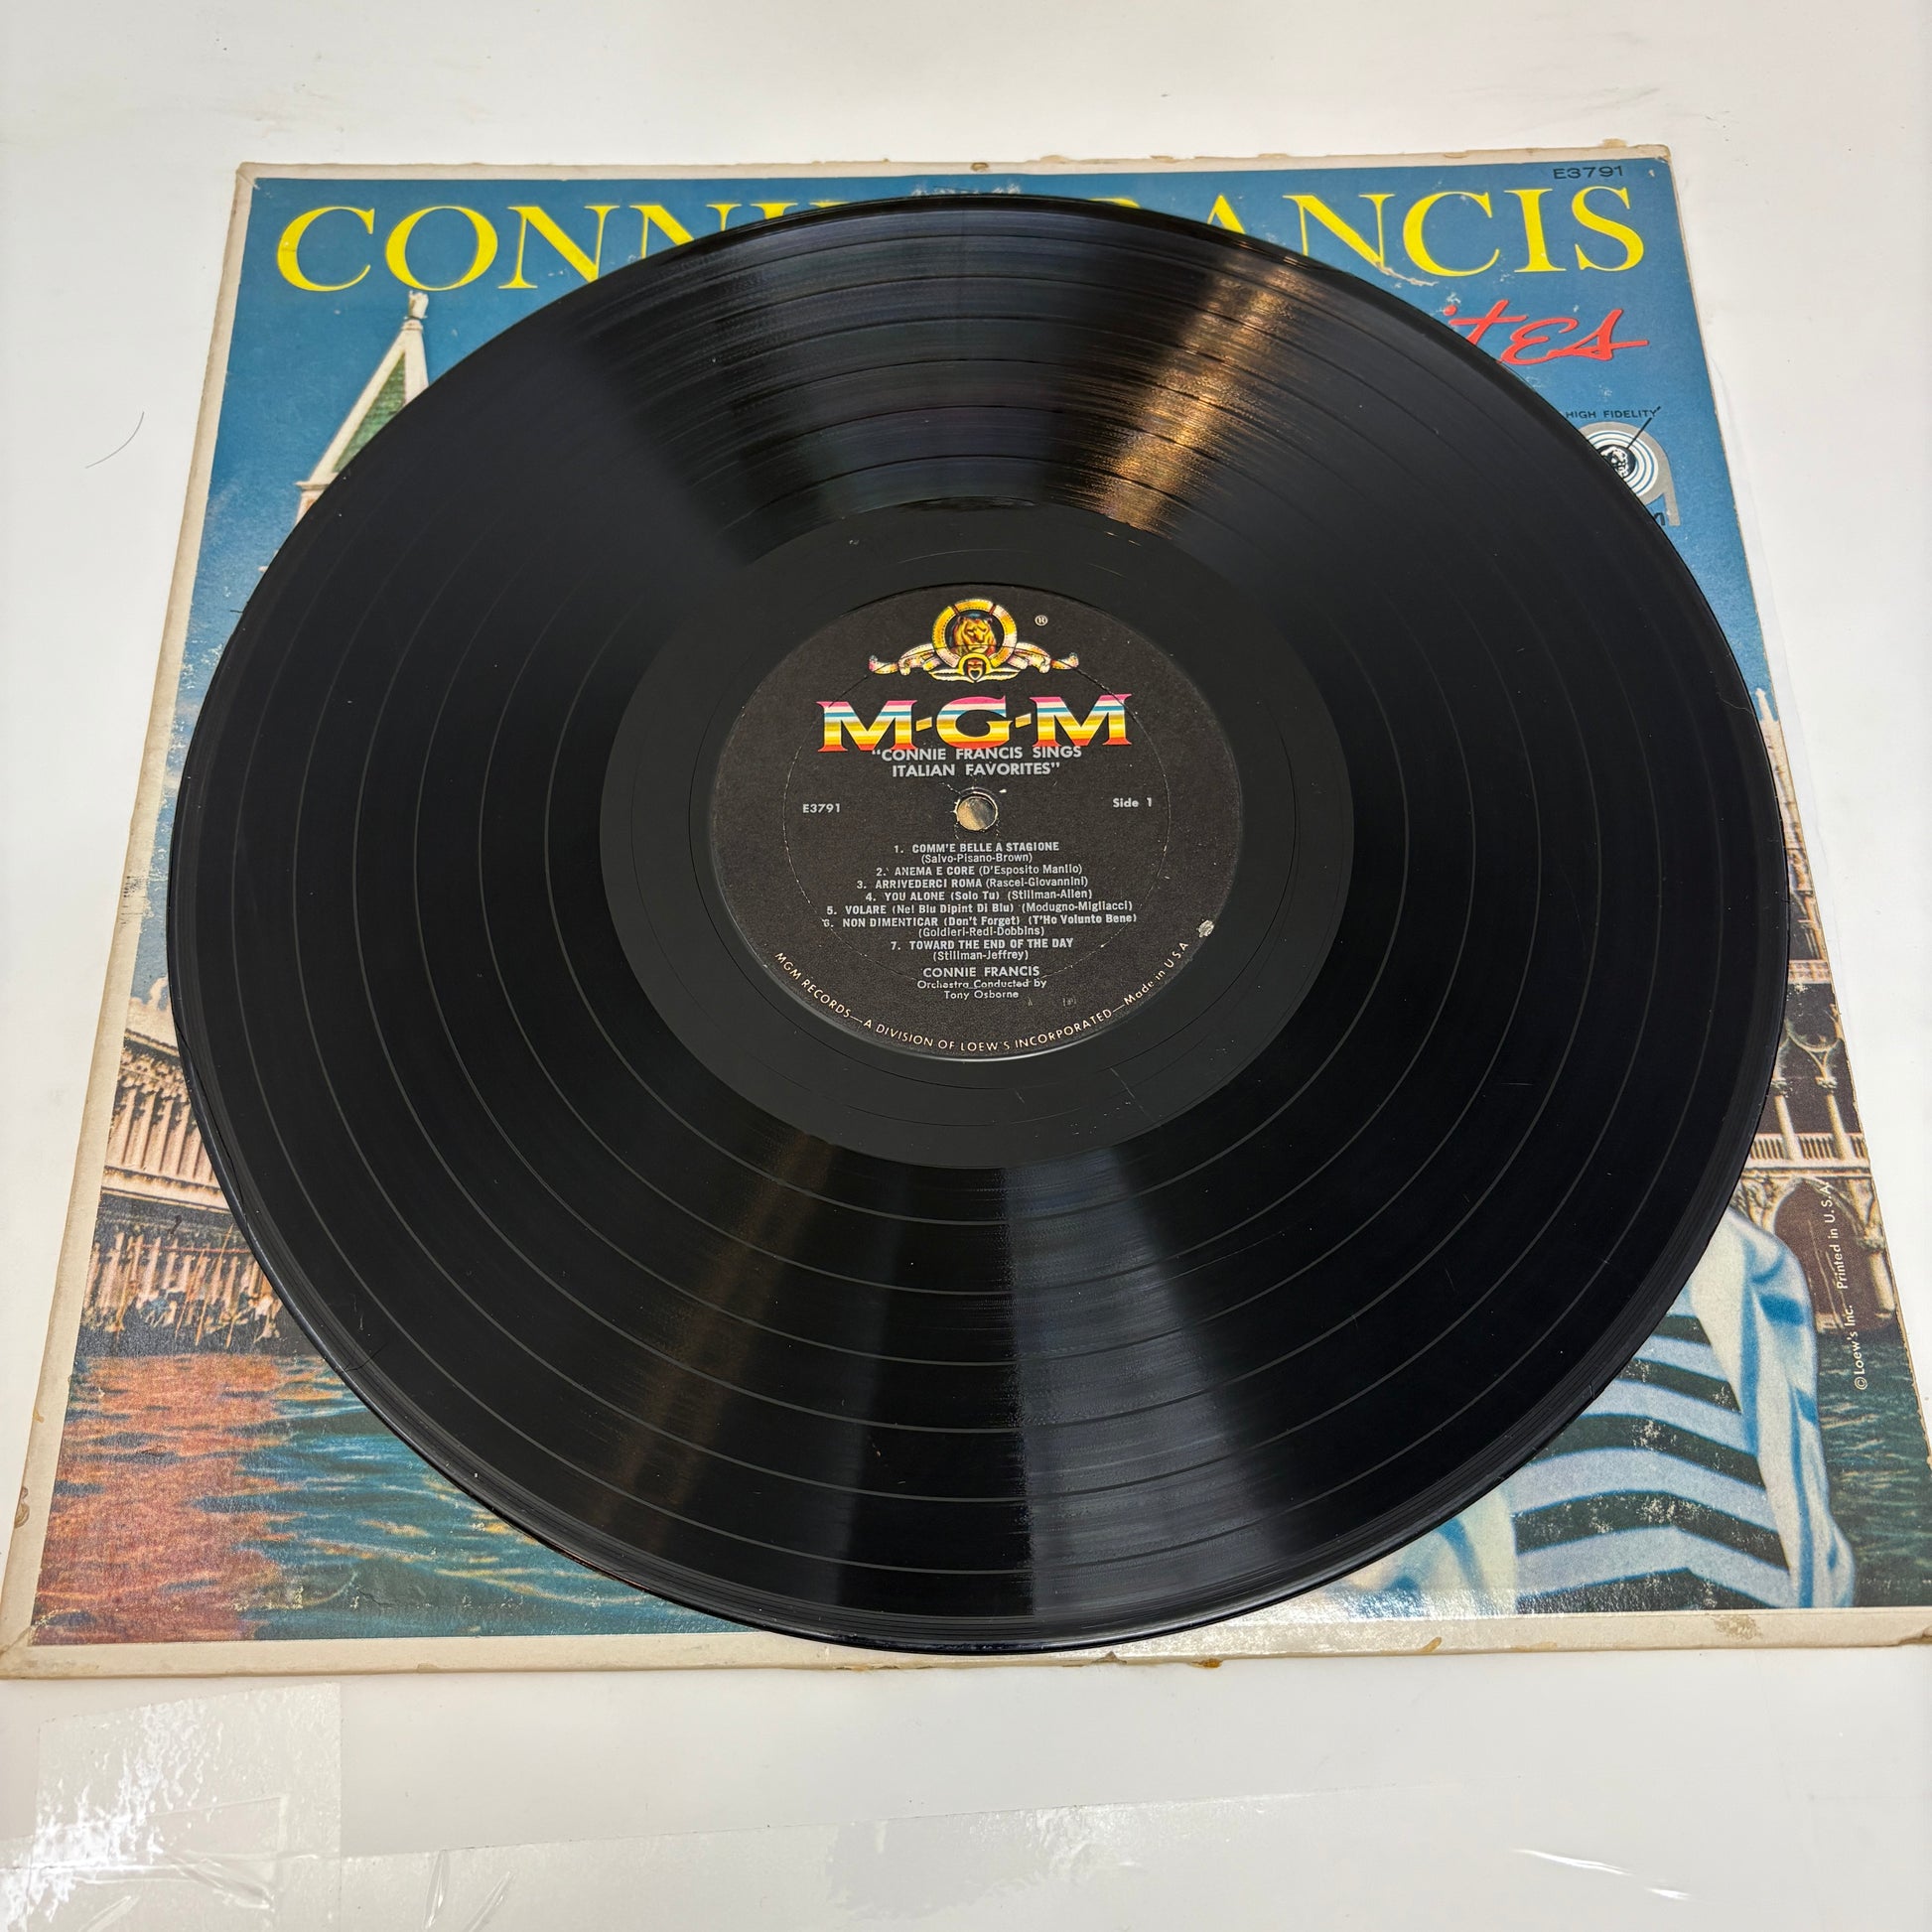 E3791
CONNI RANCIS
ites
HIGH FIDELITY
®
M-G-M
"CONNIE FRANCIS SINGS
ITALIAN FAVORITES"
E3791 Side 1
1. COMM'E BELLE A STAGIONE
(Salvo-Pisano-Brown)
2. ANEMA E CORE (D'Esposito Manlio)
3. ARRIVEDERCI ROMA (Rascel-Giovannini)
4. YOU ALONE (Solo Tu) (Stillman-Allen)
5. VOLARE (Nel Blu Dipint Di Blu) (Modugno-Migliacci)
6. NON DIMENTICAR (Don't Forget) (T'Ho Volunto Bene)
(Goldieri-Redi-Dobbins)
7. TOWARD THE END OF THE DAY
(Stillman-Jeffrey)
CONNIE FRANCIS
Orchestra Conducted by
Tony Osborne
MGM RECORDS—A DIVISION OF LOEW'S INCORPORATED—Made in U.S.A
© Loew's Inc. Printed in U.S.A.